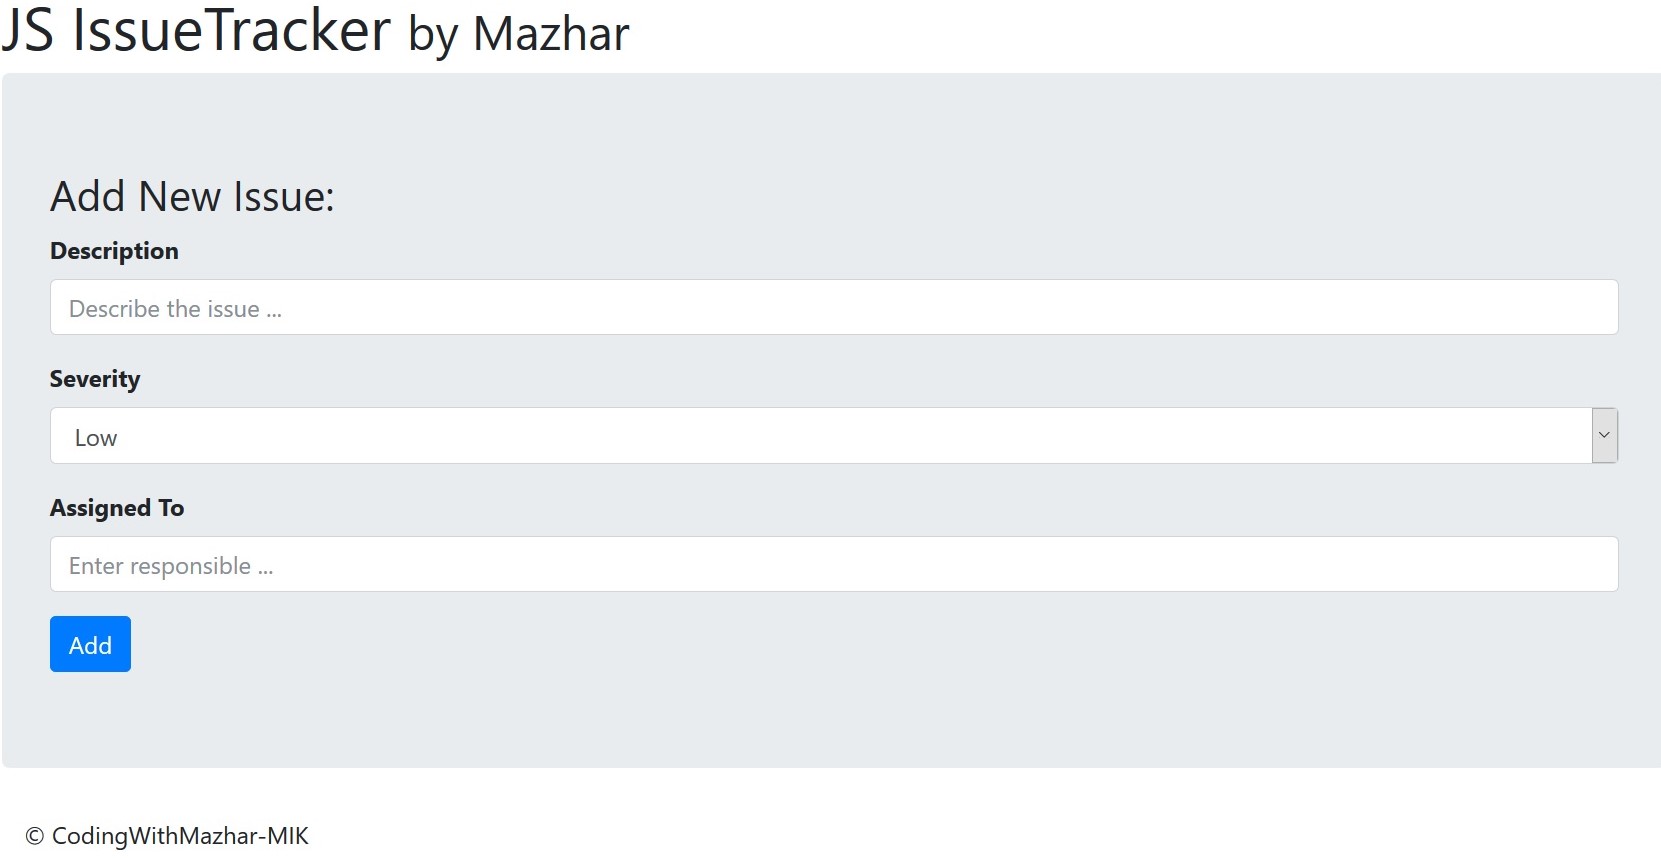 JS IssueTracker by Mazhar
Add New Issue:
Description
Describe the issue ...
Severity
Low
Assigned To
Enter responsible ...
Add
© CodingWithMazhar-MIK